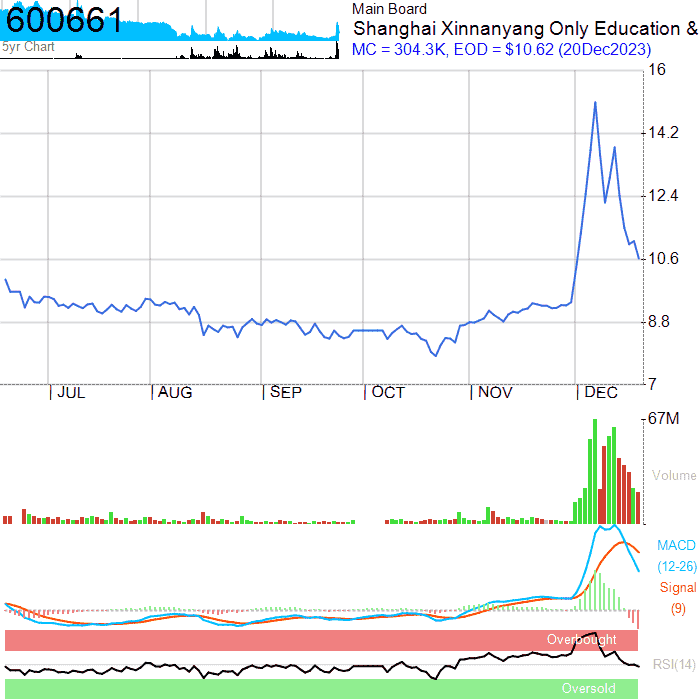 600661
5yr Chart
Main Board
Shanghai Xinnanyang Only Education &
MC = 304.3K, EOD = $10.62 (20Dec2023)
16
14.2
12.4
10.6
8.8
7
JUL AUG SEP OCT NOV DEC
67M
Volume
MACD
(12-26)
Signal
(9)
Overbought
RSI(14)
Oversold